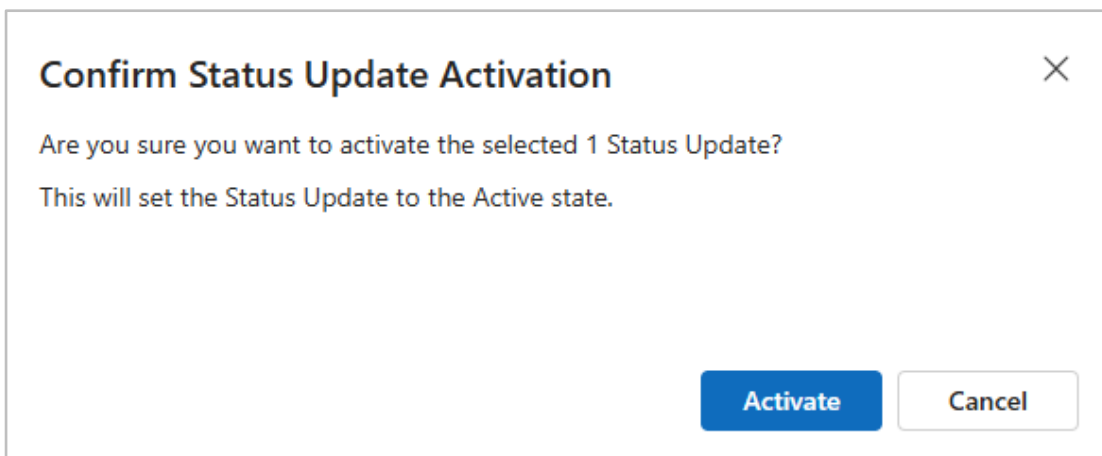 Confirm Status Update Activation
Are you sure you want to activate the selected 1 Status Update?
This will set the Status Update to the Active state.
Activate
Cancel